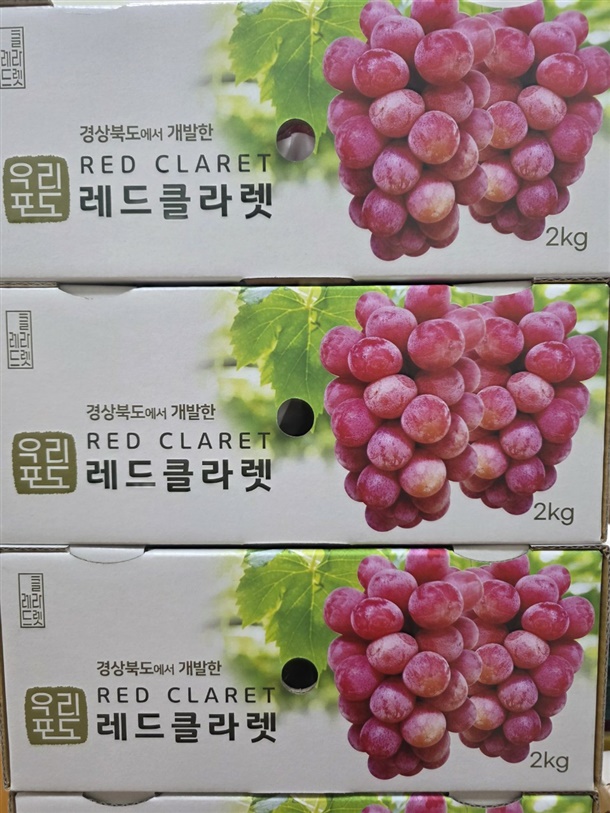 레드
클라렛
경상북도에서 개발한
우리
포도
RED CLARET
레드클라렛
2kg
레드
클라렛
경상북도에서 개발한
우리
포도
RED CLARET
레드클라렛
2kg
레드
클라렛
경상북도에서 개발한
우리
포도
RED CLARET
레드클라렛
2kg